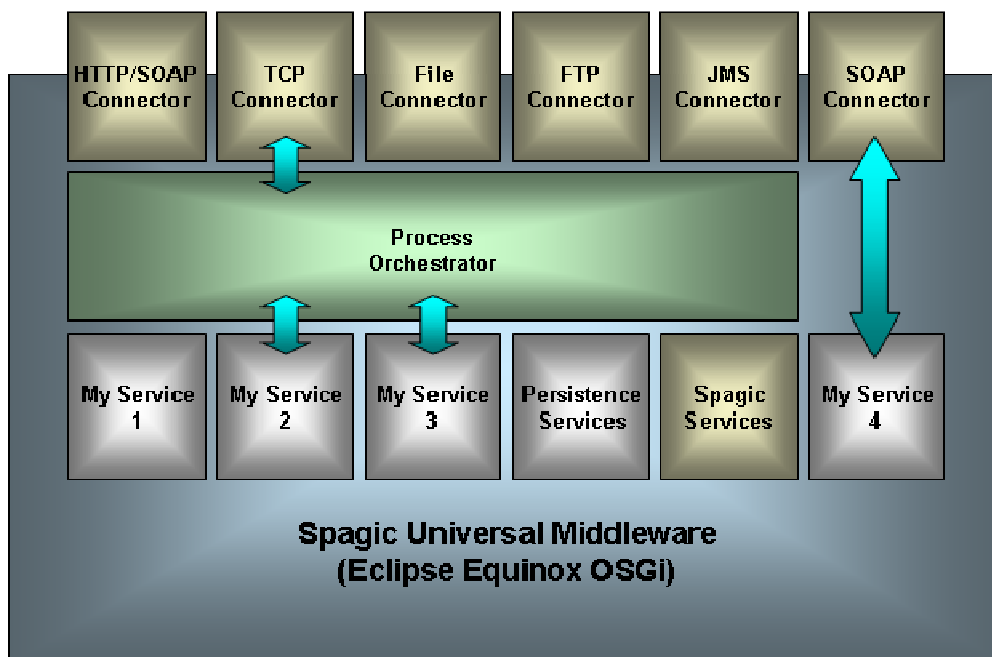 HTTP/SOAP
Connector
TCP
Connector
File
Connector
FTP
Connector
JMS
Connector
SOAP
Connector
Process
Orchestrator
My Service
1
My Service
2
My Service
3
Persistence
Services
Spagic
Services
My Service
4
Spagic Universal Middleware
(Eclipse Equinox OSGi)